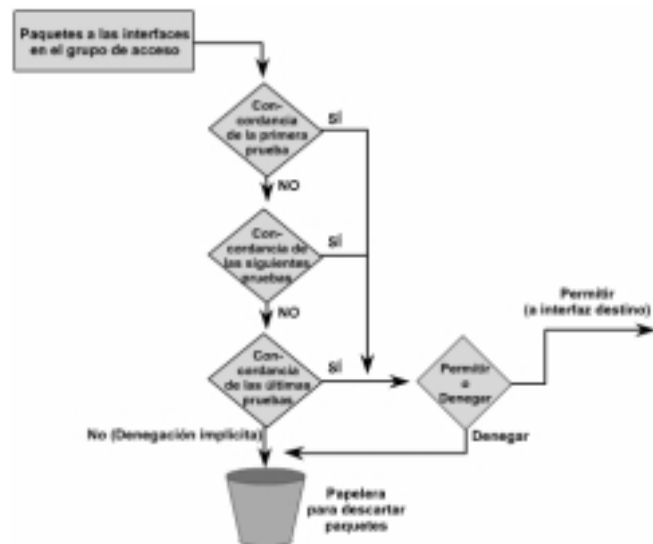 Paquetes a las interfaces
en el grupo de acceso
Con-
cordancia
de la primera
prueba
SÍ
NO
Con-
cordancia de
las siguientes
pruebas
SÍ
NO
Con-
cordancia
de las últimas
pruebas
SÍ
Permitir
o
Denegar
Permitir
(a interfaz destino)
No (Denegación implícita)
Denegar
Papelera
para descartar
paquetes